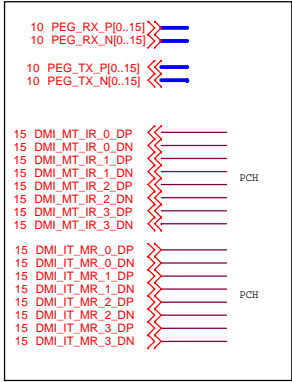 10 PEG_RX_P[0..15]
10 PEG_RX_N[0..15]
10 PEG_TX_P[0..15]
10 PEG_TX_N[0..15]
15 DMI_MT_IR_0_DP
15 DMI_MT_IR_0_DN
15 DMI_MT_IR_1_DP
15 DMI_MT_IR_1_DN
15 DMI_MT_IR_2_DP
15 DMI_MT_IR_2_DN
15 DMI_MT_IR_3_DP
15 DMI_MT_IR_3_DN
PCH
15 DMI_IT_MR_0_DP
15 DMI_IT_MR_0_DN
15 DMI_IT_MR_1_DP
15 DMI_IT_MR_1_DN
15 DMI_IT_MR_2_DP
15 DMI_IT_MR_2_DN
15 DMI_IT_MR_3_DP
15 DMI_IT_MR_3_DN
PCH